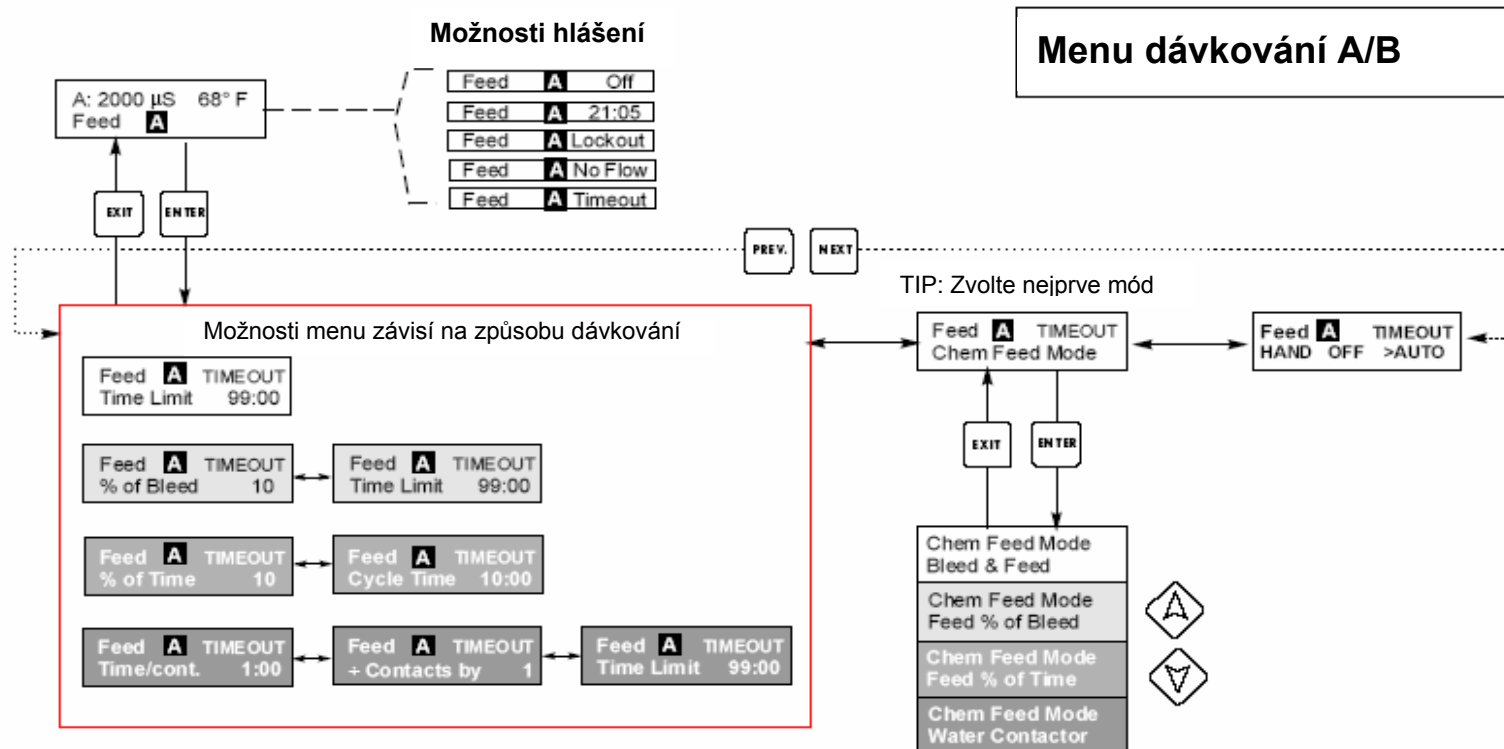 Možnosti hlášení
Menu dávkování A/B
A: 2000 µS 68° F
Feed A
Feed A Off
Feed A 21:05
Feed A Lockout
Feed A No Flow
Feed A Timeout
EXIT
ENTER
PREV.
NEXT
TIP: Zvolte nejprve mód
Možnosti menu závisí na způsobu dávkování
Feed A TIMEOUT
Time Limit 99:00
Feed A TIMEOUT
% of Bleed 10
Feed A TIMEOUT
Time Limit 99:00
Feed A TIMEOUT
% of Time 10
Feed A TIMEOUT
Cycle Time 10:00
Feed A TIMEOUT
Time/cont. 1:00
Feed A TIMEOUT
÷ Contacts by 1
Feed A TIMEOUT
Time Limit 99:00
Feed A TIMEOUT
Chem Feed Mode
Feed A TIMEOUT
HAND OFF >AUTO
EXIT
ENTER
Chem Feed Mode
Bleed & Feed
Chem Feed Mode
Feed % of Bleed
Chem Feed Mode
Feed % of Time
Chem Feed Mode
Water Contactor